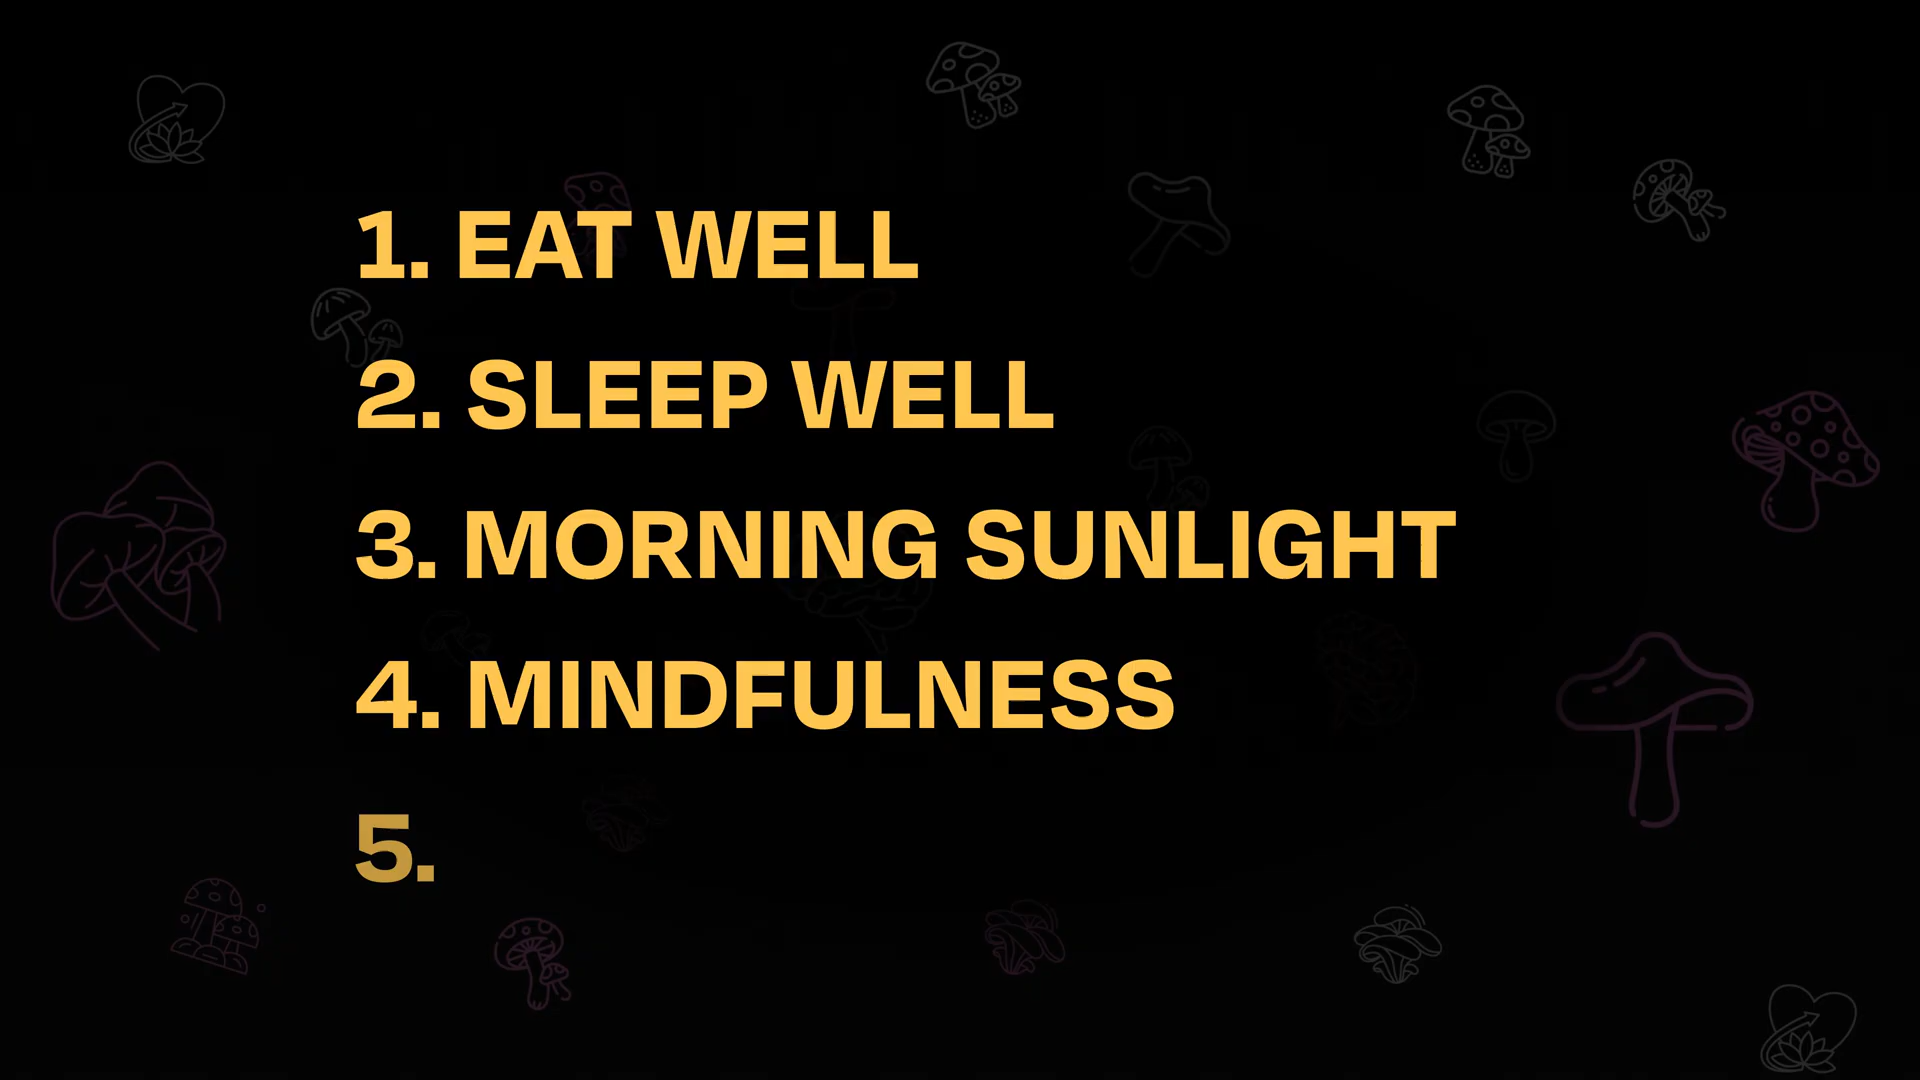 1. EAT WELL
2. SLEEP WELL
3. MORNING SUNLIGHT
4. MINDFULNESS
5.